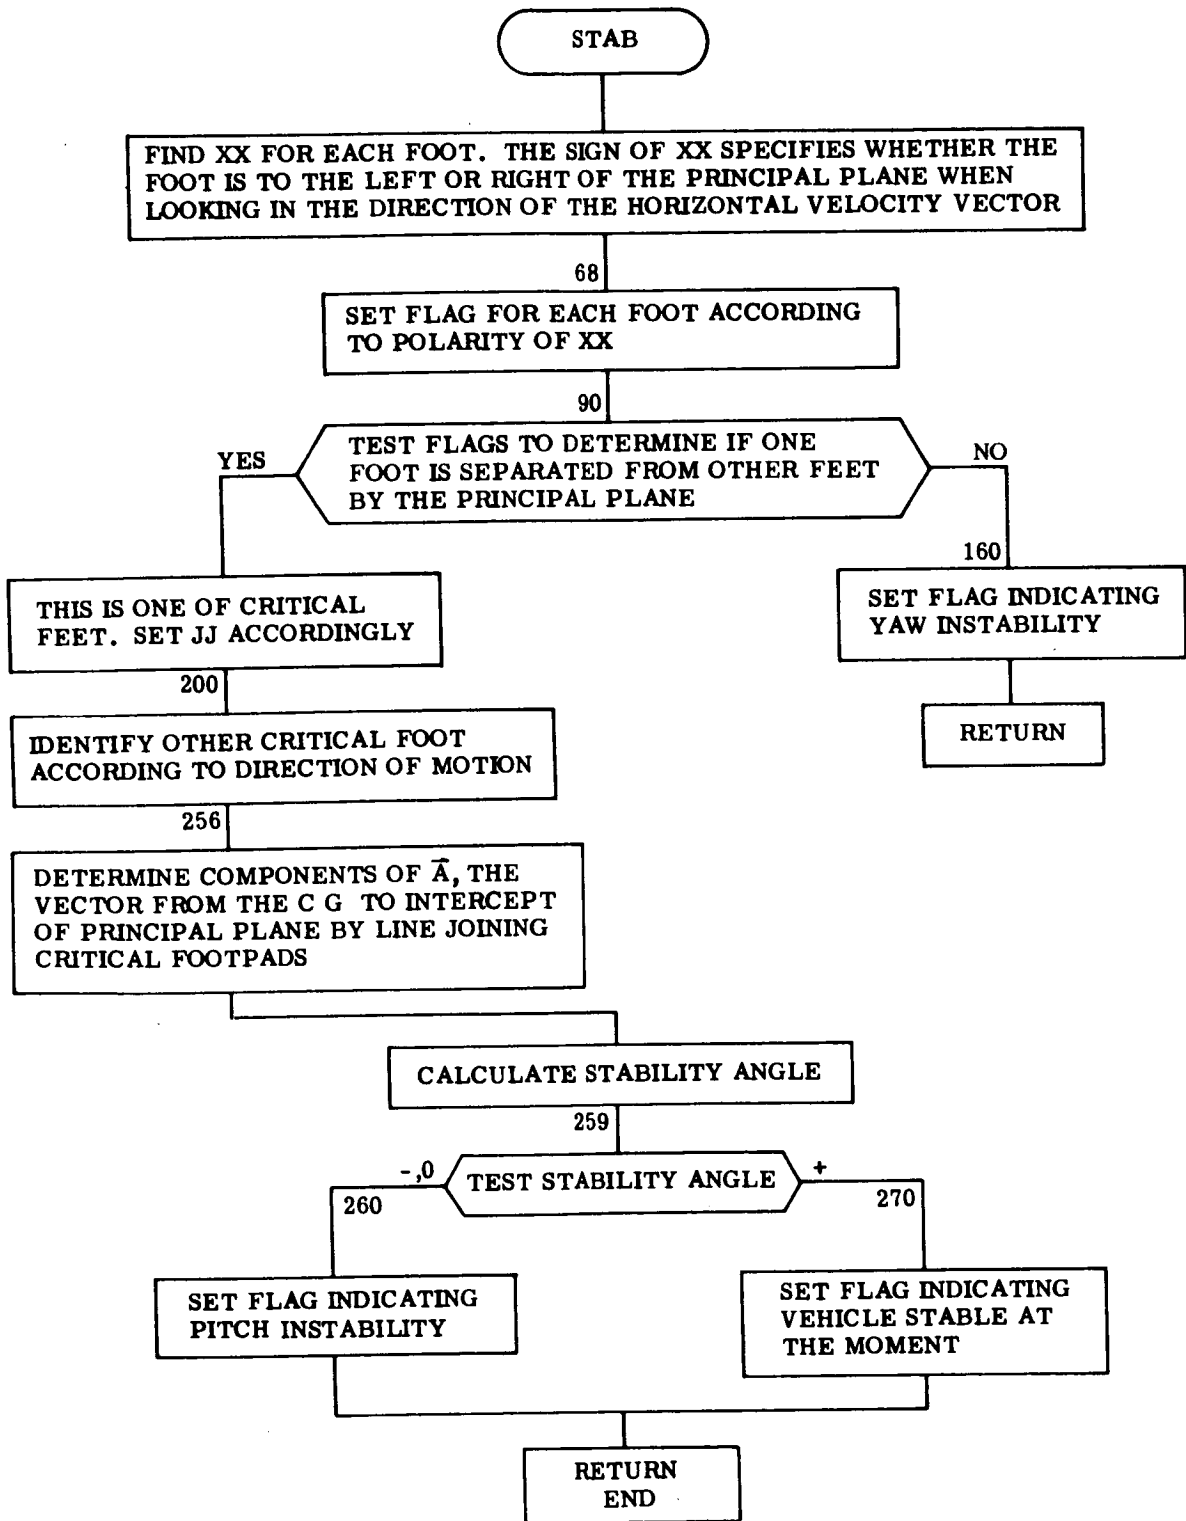 STAB
FIND XX FOR EACH FOOT. THE SIGN OF XX SPECIFIES WHETHER THE
FOOT IS TO THE LEFT OR RIGHT OF THE PRINCIPAL PLANE WHEN
LOOKING IN THE DIRECTION OF THE HORIZONTAL VELOCITY VECTOR
68
SET FLAG FOR EACH FOOT ACCORDING
TO POLARITY OF XX
90
TEST FLAGS TO DETERMINE IF ONE
FOOT IS SEPARATED FROM OTHER FEET
BY THE PRINCIPAL PLANE
YES
NO
160
THIS IS ONE OF CRITICAL
FEET. SET JJ ACCORDINGLY
SET FLAG INDICATING
YAW INSTABILITY
200
RETURN
IDENTIFY OTHER CRITICAL FOOT
ACCORDING TO DIRECTION OF MOTION
256
DETERMINE COMPONENTS OF A⃗, THE
VECTOR FROM THE C G TO INTERCEPT
OF PRINCIPAL PLANE BY LINE JOINING
CRITICAL FOOTPADS
CALCULATE STABILITY ANGLE
259
TEST STABILITY ANGLE
-,0
+
260
270
SET FLAG INDICATING
PITCH INSTABILITY
SET FLAG INDICATING
VEHICLE STABLE AT
THE MOMENT
RETURN
END